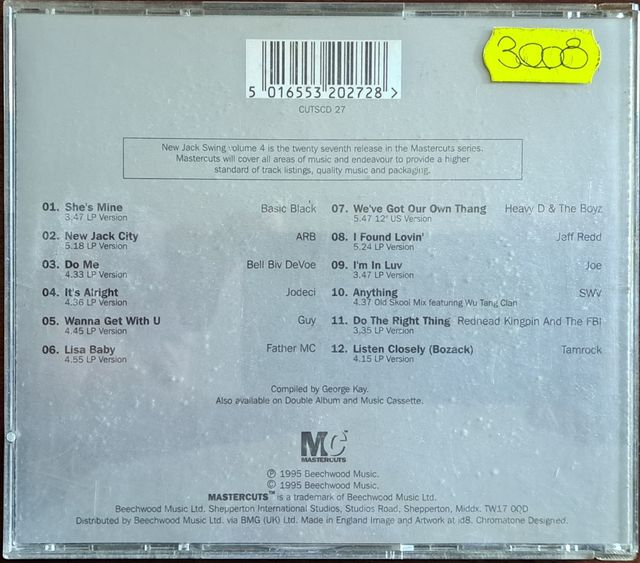 3008
5 016553 202728 >
CUTSCD 27
New Jack Swing volume 4 is the twenty seventh release in the Mastercuts series.
Mastercuts will cover all areas of music and endeavour to provide a higher
standard of track listings, quality music and packaging.
01. She's Mine Basic Black
3.47 LP Version
02. New Jack City ARB
5.18 LP Version
03. Do Me Bell Biv DeVoe
4.33 LP Version
04. It's Alright Jodeci
4.36 LP Version
05. Wanna Get With U Guy
4.45 LP Version
06. Lisa Baby Father MC
4.55 LP Version
07. We've Got Our Own Thang Heavy D & The Boyz
5.47 12' US Version
08. I Found Lovin' Jeff Redd
5.24 LP Version
09. I'm In Luv Joe
3.47 LP Version
10. Anything SWV
4.37 Old Skool Mix featuring Wu Tang Clan
11. Do The Right Thing Redhead Kingpin And The FBI
3.35 LP Version
12. Listen Closely (Bozack) Tamrock
4.15 LP Version
Compiled by George Kay.
Also available on Double Album and Music Cassette.
MC
MASTERCUTS
℗ 1995 Beechwood Music.
© 1995 Beechwood Music.
MASTERCUTS™ is a trademark of Beechwood Music Ltd.
Beechwood Music Ltd, Shepperton International Studios, Studios Road, Shepperton, Middx. TW17 0QD
Distributed by Beechwood Music Ltd. via BMG (UK) Ltd. Made in England Image and Artwork at id8. Chromatone Designed.